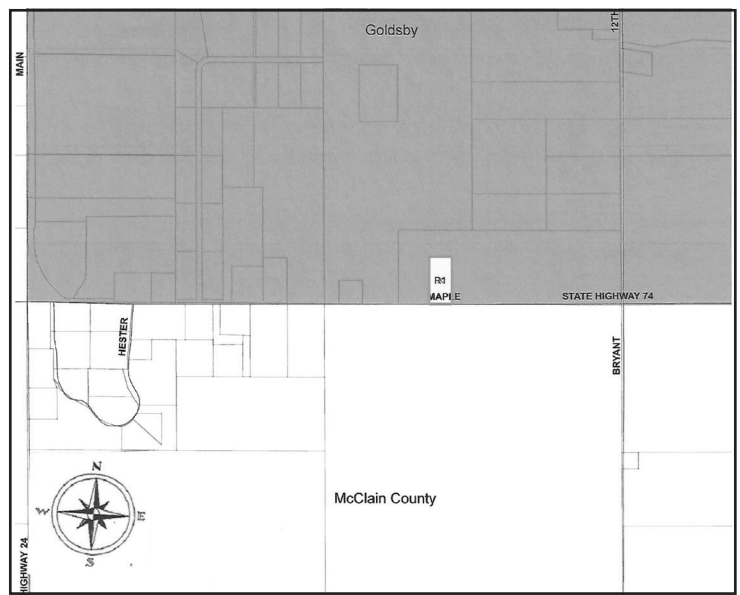 Goldsby
12TH
MAIN
R1
MAPLE
STATE HIGHWAY 74
HESTER
BRYANT
N
W
E
S
McClain County
HIGHWAY 24